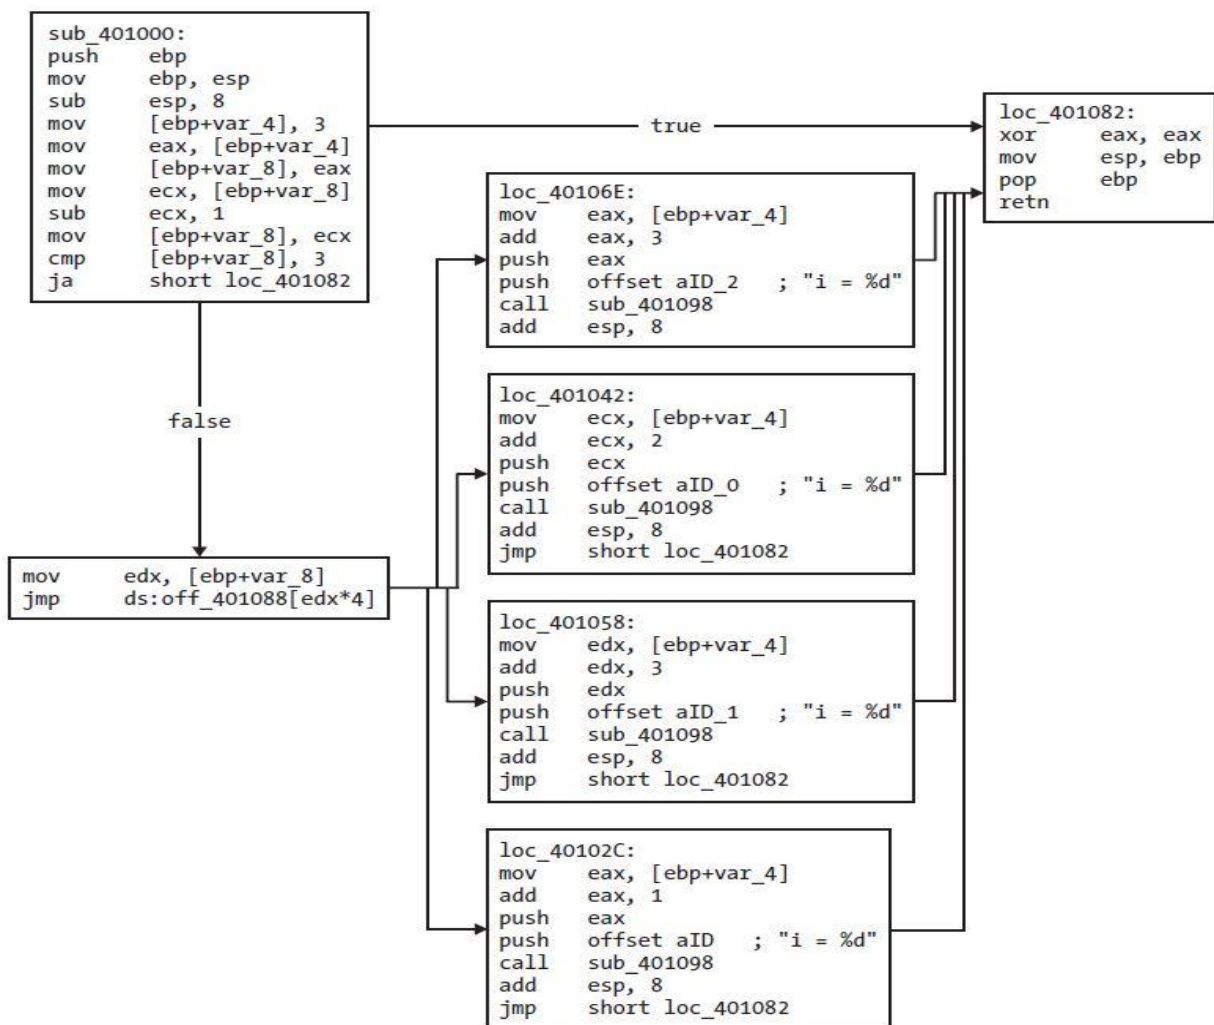 sub_401000:
push ebp
mov ebp, esp
sub esp, 8
mov [ebp+var_4], 3
mov eax, [ebp+var_4]
mov [ebp+var_8], eax
mov ecx, [ebp+var_8]
sub ecx, 1
mov [ebp+var_8], ecx
cmp [ebp+var_8], 3
ja short loc_401082
true
loc_401082:
xor eax, eax
mov esp, ebp
pop ebp
retn
false
mov edx, [ebp+var_8]
jmp ds:off_401088[edx*4]
loc_40106E:
mov eax, [ebp+var_4]
add eax, 3
push eax
push offset aID_2 ; "i = %d"
call sub_401098
add esp, 8
loc_401042:
mov ecx, [ebp+var_4]
add ecx, 2
push ecx
push offset aID_0 ; "i = %d"
call sub_401098
add esp, 8
jmp short loc_401082
loc_401058:
mov edx, [ebp+var_4]
add edx, 3
push edx
push offset aID_1 ; "i = %d"
call sub_401098
add esp, 8
jmp short loc_401082
loc_40102C:
mov eax, [ebp+var_4]
add eax, 1
push eax
push offset aID ; "i = %d"
call sub_401098
add esp, 8
jmp short loc_401082